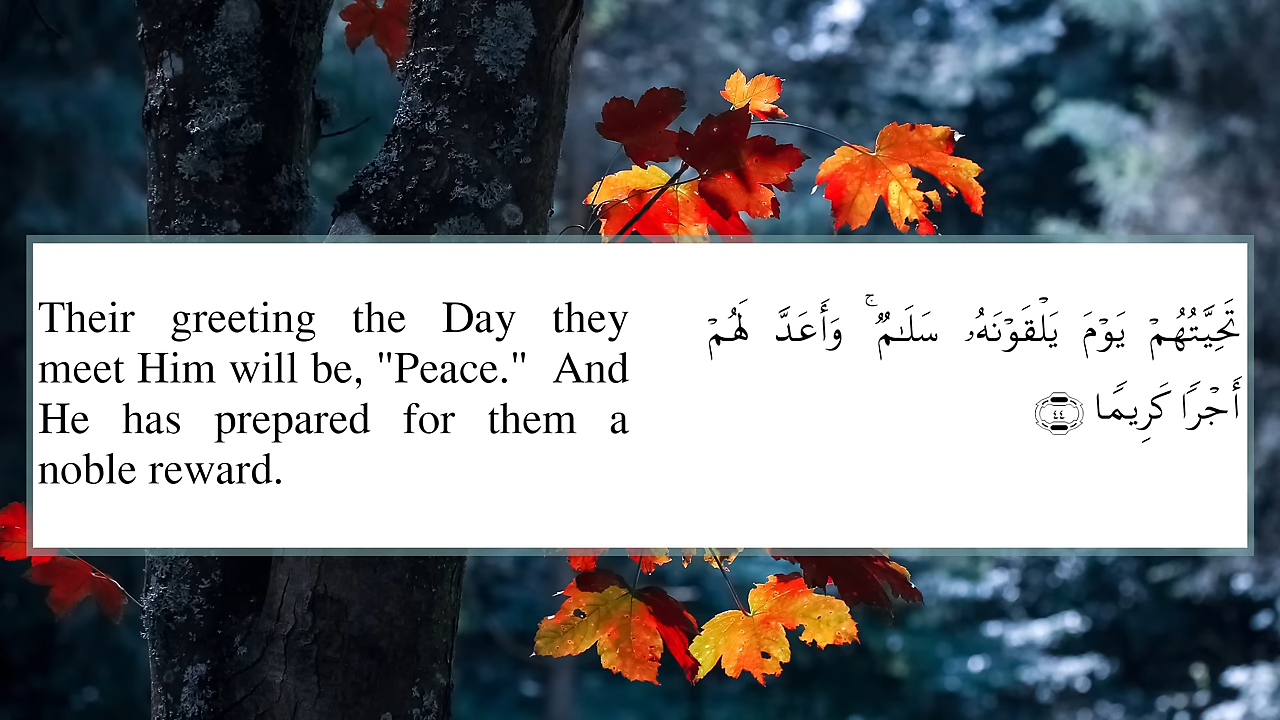 Their greeting the Day they
meet Him will be, "Peace."  And
He has prepared for them a
noble reward.
تَحِيَّتُهُمْ يَوْمَ يَلْقَوْنَهُۥ سَلَـٰمٌ ۚ وَأَعَدَّ لَهُمْ
أَجْرًا كَرِيمًا ٤٤